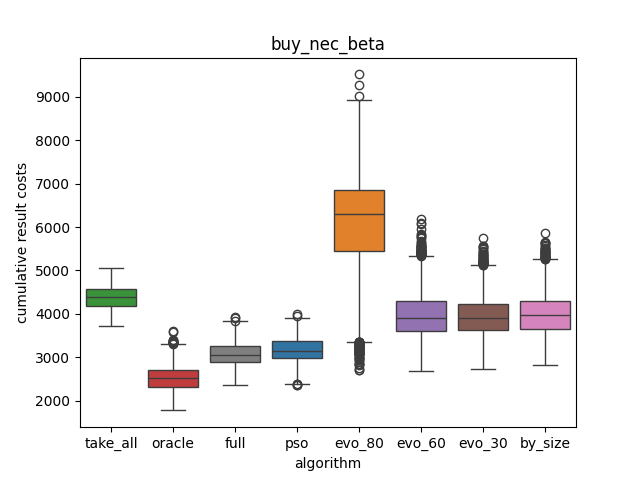 buy_nec_beta
cumulative result costs
9000
8000
7000
6000
5000
4000
3000
2000
take_all oracle full pso evo_80 evo_60 evo_30 by_size
algorithm